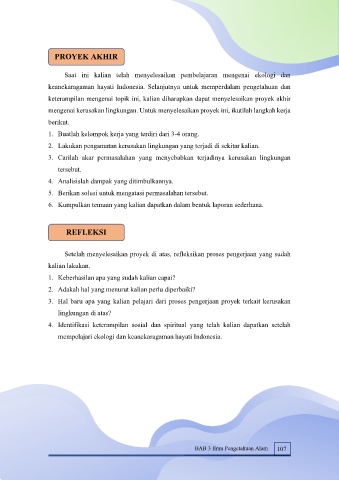 PROYEK AKHIR
Saat ini kalian telah menyelesaikan pembelajaran mengenai ekologi dan
keanekaragaman hayati Indonesia. Selanjutnya untuk memperdalam pengetahuan dan
keterampilan mengenai topik ini, kalian diharapkan dapat menyelesaikan proyek akhir
mengenai kerusakan lingkungan. Untuk menyelesaikan proyek ini, ikutilah langkah kerja
berikut.
1. Buatlah kelompok kerja yang terdiri dari 3-4 orang.
2. Lakukan pengamatan kerusakan lingkungan yang terjadi di sekitar kalian.
3. Carilah akar permasalahan yang menyebabkan terjadinya kerusakan lingkungan
tersebut.
4. Analisislah dampak yang ditimbulkannya.
5. Berikan solusi untuk mengatasi permasalahan tersebut.
6. Kumpulkan temuan yang kalian dapatkan dalam bentuk laporan sederhana.
REFLEKSI
Setelah menyelesaikan proyek di atas, refleksikan proses pengerjaan yang sudah
kalian lakukan.
1. Keberhasilan apa yang sudah kalian capai?
2. Adakah hal yang menurut kalian perlu diperbaiki?
3. Hal baru apa yang kalian pelajari dari proses pengerjaan proyek terkait kerusakan
lingkungan di atas?
4. Identifikasi keterampilan sosial dan spiritual yang telah kalian dapatkan setelah
mempelajari ekologi dan keanekaragaman hayati Indonesia.
BAB 3 Ilmu Pengetahuan Alam 107